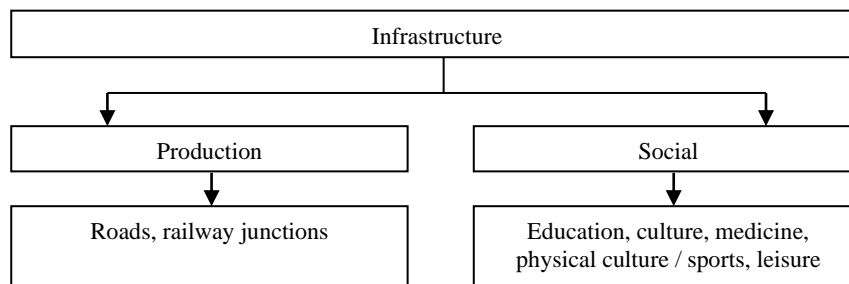 Infrastructure
Production
Social
Roads, railway junctions
Education, culture, medicine,
physical culture / sports, leisure